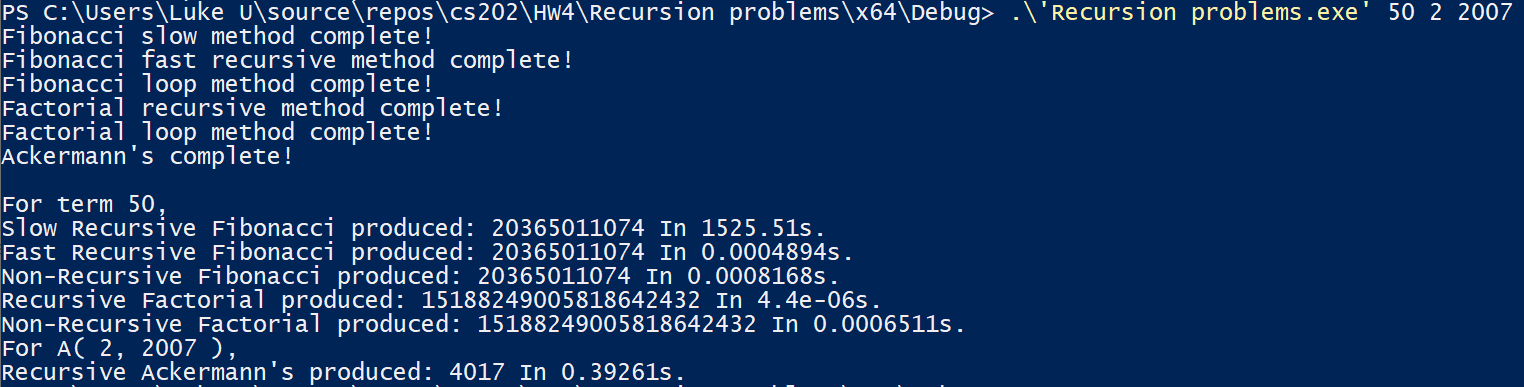 PS C:\Users\Luke U\source\repos\cs202\HW4\Recursion problems\x64\Debug> .\'Recursion problems.exe' 50 2 2007
Fibonacci slow method complete!
Fibonacci fast recursive method complete!
Fibonacci loop method complete!
Factorial recursive method complete!
Factorial loop method complete!
Ackermann's complete!
For term 50,
Slow Recursive Fibonacci produced: 20365011074 In 1525.51s.
Fast Recursive Fibonacci produced: 20365011074 In 0.0004894s.
Non-Recursive Fibonacci produced: 20365011074 In 0.0008168s.
Recursive Factorial produced: 15188249005818642432 In 4.4e-06s.
Non-Recursive Factorial produced: 15188249005818642432 In 0.0006511s.
For A( 2, 2007 ),
Recursive Ackermann's produced: 4017 In 0.39261s.